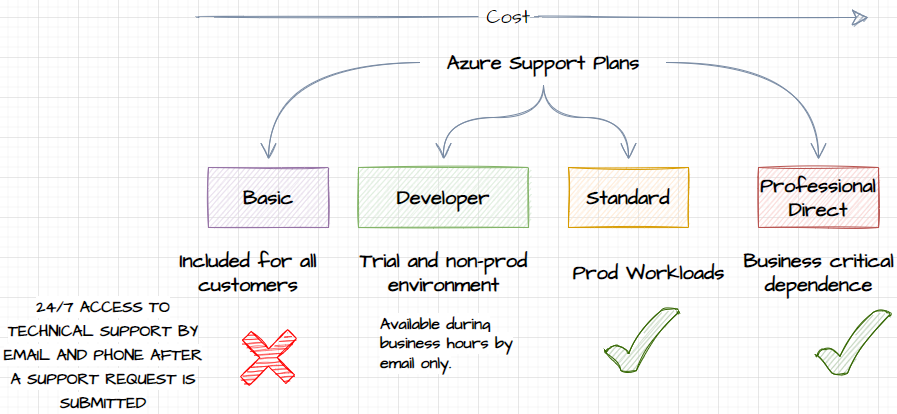 Cost
Azure Support Plans
Basic
Developer
Standard
Professional
Direct
Included for all
customers
Trial and non-prod
environment
Prod Workloads
Business critical
dependence
24/7 ACCESS TO
TECHNICAL SUPPORT BY
EMAIL AND PHONE AFTER
A SUPPORT REQUEST IS
SUBMITTED
Available during
business hours by
email only.